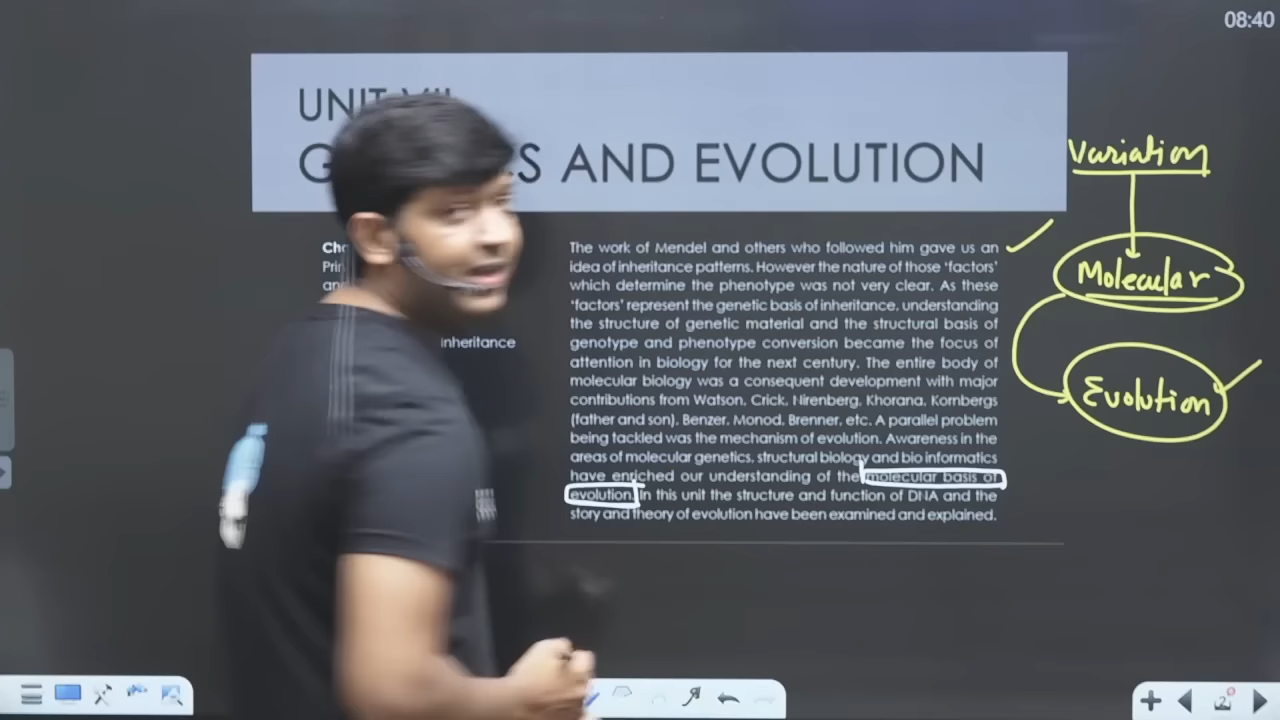 08:40
UNIT VII
AND EVOLUTION
Variation
The work of Mendel and others who followed him gave us an
idea of inheritance patterns. However the nature of those ‘factors’
which determine the phenotype was not very clear. As these
‘factors’ represent the genetic basis of inheritance, understanding
the structure of genetic material and the structural basis of
genotype and phenotype conversion became the focus of
attention in biology for the next century. The entire body of
molecular biology was a consequent development with major
contributions from Watson, Crick, Nirenberg, Khorana, Kornbergs
(father and son), Benzer, Monod, Brenner, etc. A parallel problem
being tackled was the mechanism of evolution. Awareness in the
areas of molecular genetics, structural biology and bio informatics
have enriched our understanding of the molecular basis of
evolution. In this unit the structure and function of DNA and the
story and theory of evolution have been examined and explained.
inheritance
Molecular
Evolution
2